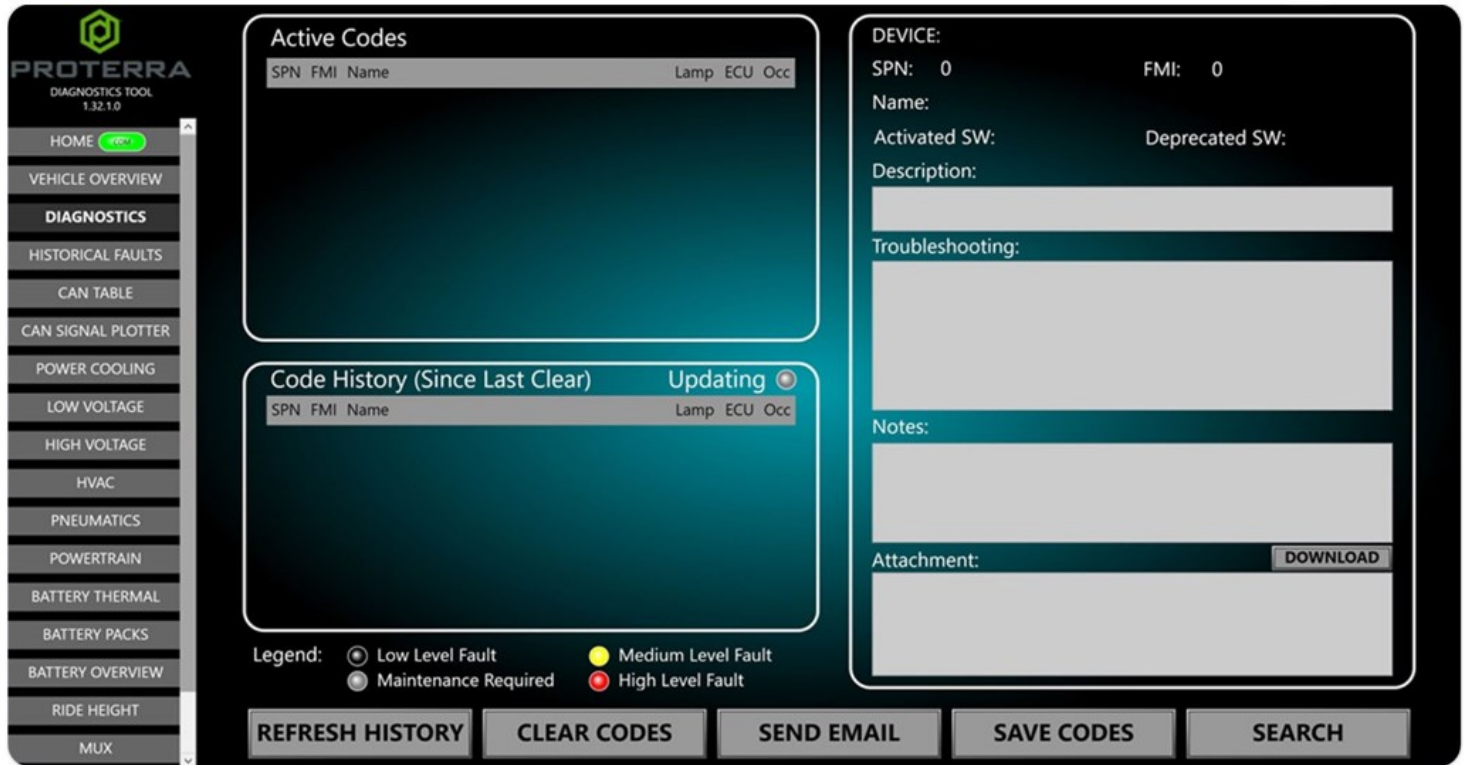 PROTERRA
DIAGNOSTICS TOOL
1.32.1.0
HOME
VEHICLE OVERVIEW
DIAGNOSTICS
HISTORICAL FAULTS
CAN TABLE
CAN SIGNAL PLOTTER
POWER COOLING
LOW VOLTAGE
HIGH VOLTAGE
HVAC
PNEUMATICS
POWERTRAIN
BATTERY THERMAL
BATTERY PACKS
BATTERY OVERVIEW
RIDE HEIGHT
MUX
Active Codes
SPN FMI Name Lamp ECU Occ
Code History (Since Last Clear) Updating
SPN FMI Name Lamp ECU Occ
Legend: Low Level Fault Medium Level Fault
Maintenance Required High Level Fault
DEVICE:
SPN: 0 FMI: 0
Name:
Activated SW: Deprecated SW:
Description:
Troubleshooting:
Notes:
Attachment: DOWNLOAD
REFRESH HISTORY CLEAR CODES SEND EMAIL SAVE CODES SEARCH